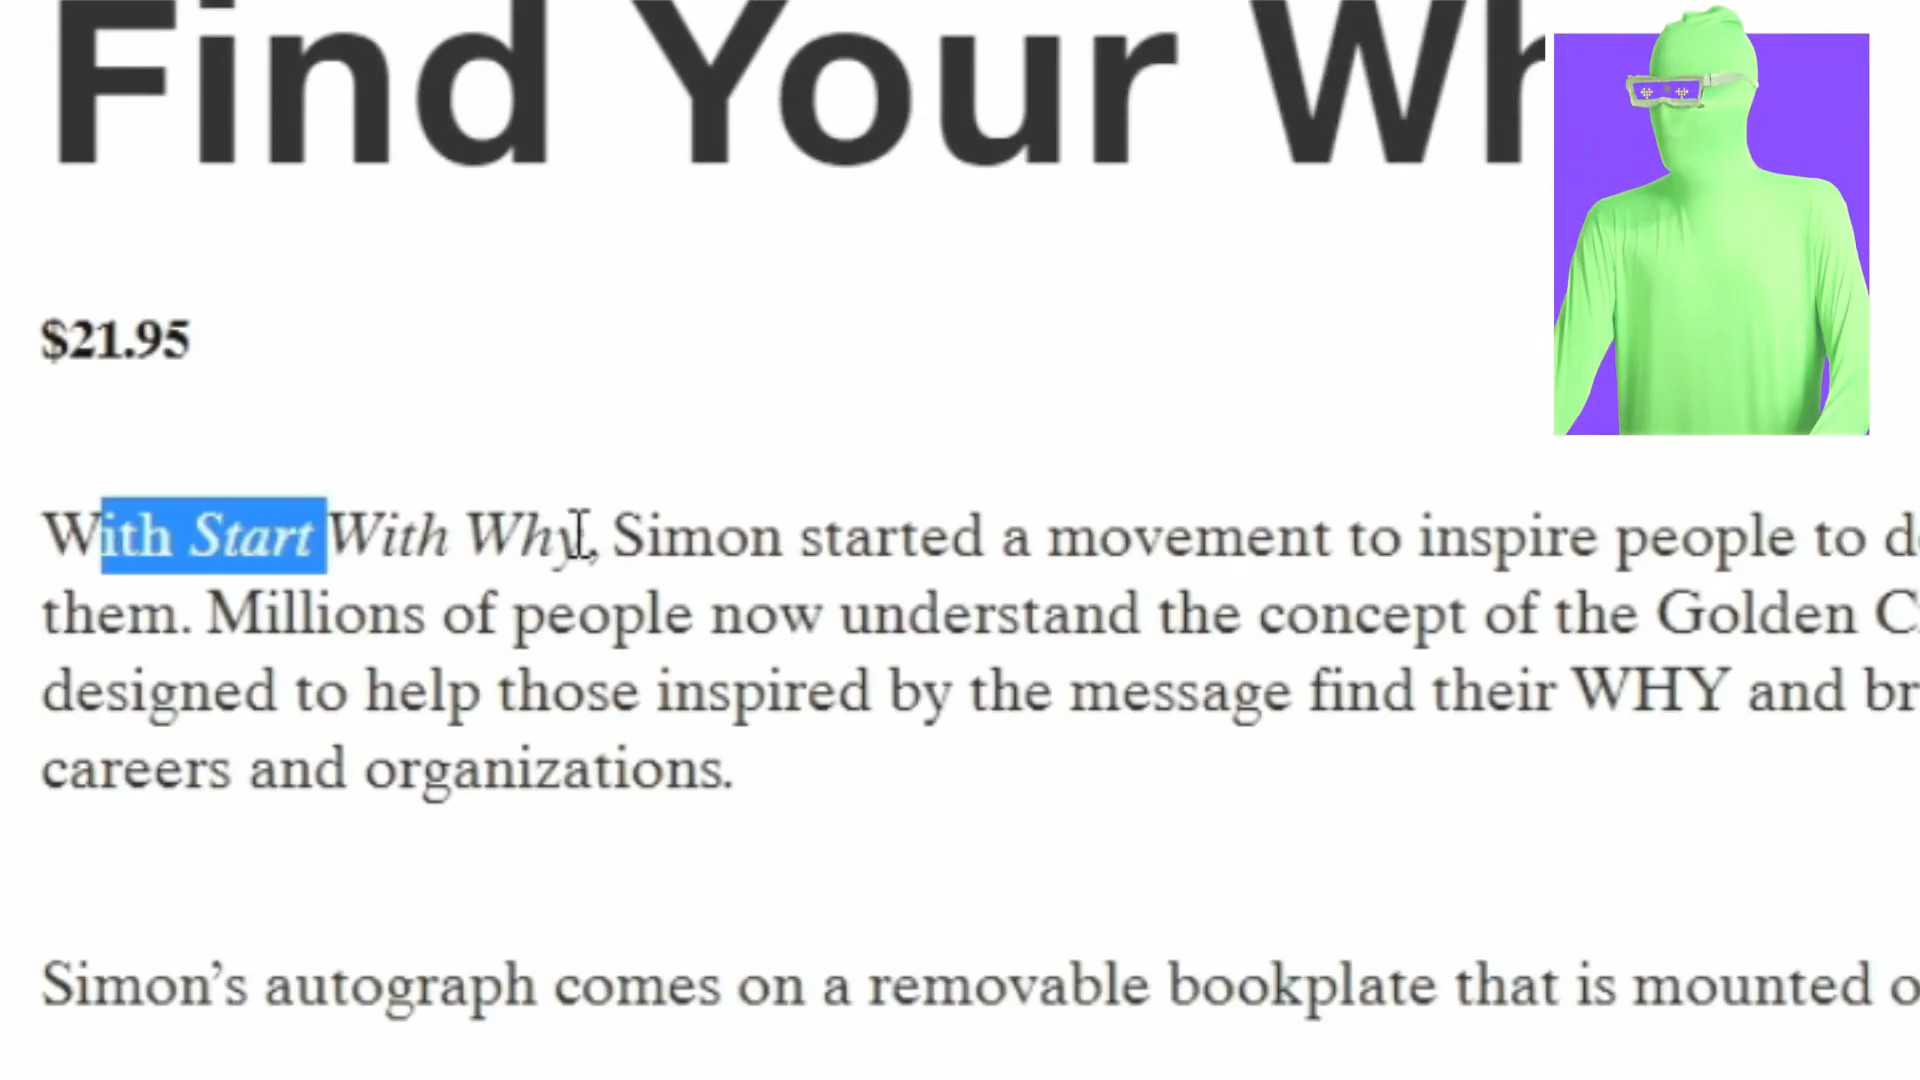 Find Your Wh
$21.95
With Start With Why, Simon started a movement to inspire people to d
them. Millions of people now understand the concept of the Golden C
designed to help those inspired by the message find their WHY and br
careers and organizations.
Simon’s autograph comes on a removable bookplate that is mounted o